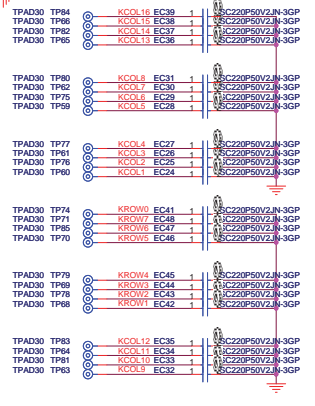 TPAD30 TP84 KCOL16 EC39 1 SC220P50V2JN-3GP
TPAD30 TP66 KCOL15 EC38 1 SC220P50V2JN-3GP
TPAD30 TP82 KCOL14 EC37 1 SC220P50V2JN-3GP
TPAD30 TP65 KCOL13 EC36 1 SC220P50V2JN-3GP
TPAD30 TP80 KCOL8 EC31 1 SC220P50V2JN-3GP
TPAD30 TP62 KCOL7 EC30 1 SC220P50V2JN-3GP
TPAD30 TP75 KCOL6 EC29 1 SC220P50V2JN-3GP
TPAD30 TP59 KCOL5 EC28 1 SC220P50V2JN-3GP
TPAD30 TP77 KCOL4 EC27 1 SC220P50V2JN-3GP
TPAD30 TP61 KCOL3 EC26 1 SC220P50V2JN-3GP
TPAD30 TP76 KCOL2 EC25 1 SC220P50V2JN-3GP
TPAD30 TP60 KCOL1 EC24 1 SC220P50V2JN-3GP
TPAD30 TP74 KROW0 EC41 1 SC220P50V2JN-3GP
TPAD30 TP71 KROW7 EC48 1 SC220P50V2JN-3GP
TPAD30 TP85 KROW6 EC47 1 SC220P50V2JN-3GP
TPAD30 TP70 KROW5 EC46 1 SC220P50V2JN-3GP
TPAD30 TP79 KROW4 EC45 1 SC220P50V2JN-3GP
TPAD30 TP69 KROW3 EC44 1 SC220P50V2JN-3GP
TPAD30 TP78 KROW2 EC43 1 SC220P50V2JN-3GP
TPAD30 TP68 KROW1 EC42 1 SC220P50V2JN-3GP
TPAD30 TP83 KCOL12 EC35 1 SC220P50V2JN-3GP
TPAD30 TP64 KCOL11 EC34 1 SC220P50V2JN-3GP
TPAD30 TP81 KCOL10 EC33 1 SC220P50V2JN-3GP
TPAD30 TP63 KCOL9 EC32 1 SC220P50V2JN-3GP